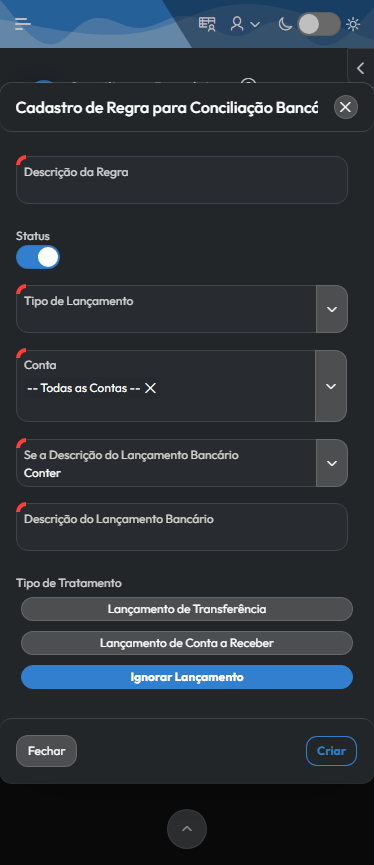 Cadastro de Regra para Conciliação Bancá
Descrição da Regra
Status
Tipo de Lançamento
Conta
-- Todas as Contas --
Se a Descrição do Lançamento Bancário
Conter
Descrição do Lançamento Bancário
Tipo de Tratamento
Lançamento de Transferência
Lançamento de Conta a Receber
Ignorar Lançamento
Fechar
Criar